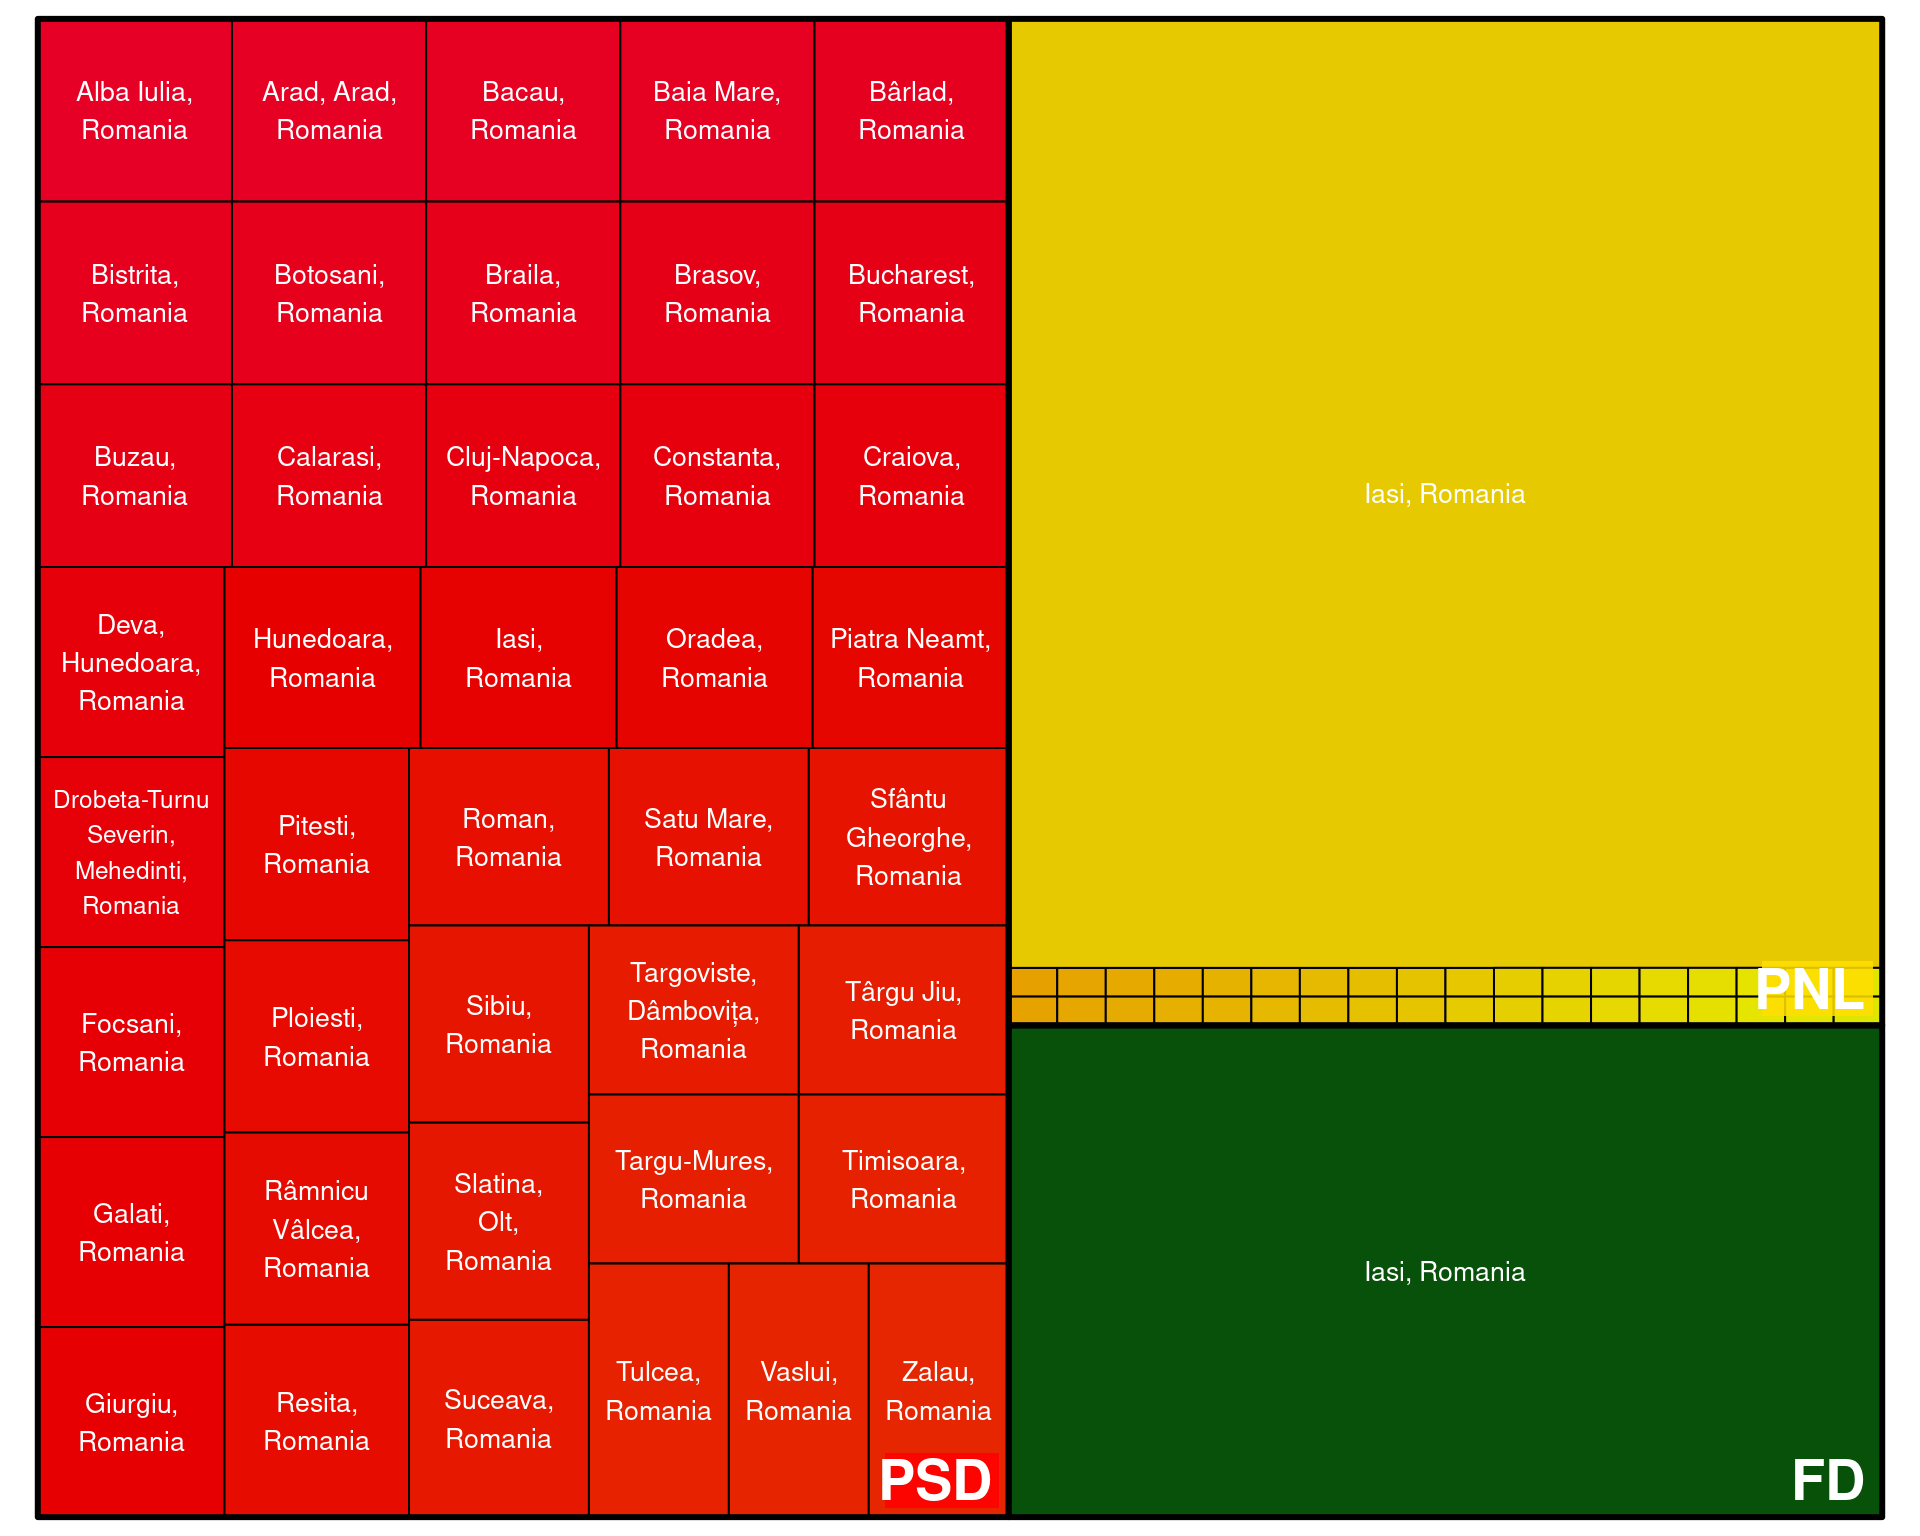 Alba Iulia,
Romania
Arad, Arad,
Romania
Bacau,
Romania
Baia Mare,
Romania
Bârlad,
Romania
Bistrita,
Romania
Botosani,
Romania
Braila,
Romania
Brasov,
Romania
Bucharest,
Romania
Buzau,
Romania
Calarasi,
Romania
Cluj-Napoca,
Romania
Constanta,
Romania
Craiova,
Romania
Deva,
Hunedoara,
Romania
Hunedoara,
Romania
Iasi,
Romania
Oradea,
Romania
Piatra Neamt,
Romania
Drobeta-Turnu
Severin,
Mehedinti,
Romania
Pitesti,
Romania
Roman,
Romania
Satu Mare,
Romania
Sfântu
Gheorghe,
Romania
Focsani,
Romania
Ploiesti,
Romania
Sibiu,
Romania
Targoviste,
Dâmbovița,
Romania
Târgu Jiu,
Romania
Galati,
Romania
Râmnicu
Vâlcea,
Romania
Slatina,
Olt,
Romania
Targu-Mures,
Romania
Timisoara,
Romania
Giurgiu,
Romania
Resita,
Romania
Suceava,
Romania
Tulcea,
Romania
Vaslui,
Romania
Zalau,
Romania
PSD
Iasi, Romania
PNL
Iasi, Romania
FD